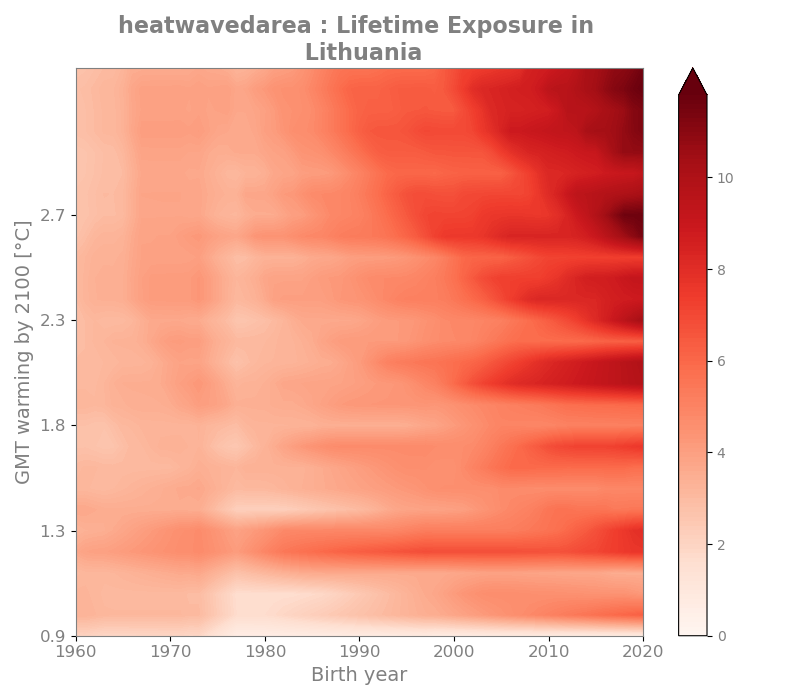 heatwavedarea : Lifetime Exposure in
Lithuania
GMT warming by 2100 [°C]
2.7
2.3
1.8
1.3
0.9
1960 1970 1980 1990 2000 2010 2020
Birth year
10
8
6
4
2
0